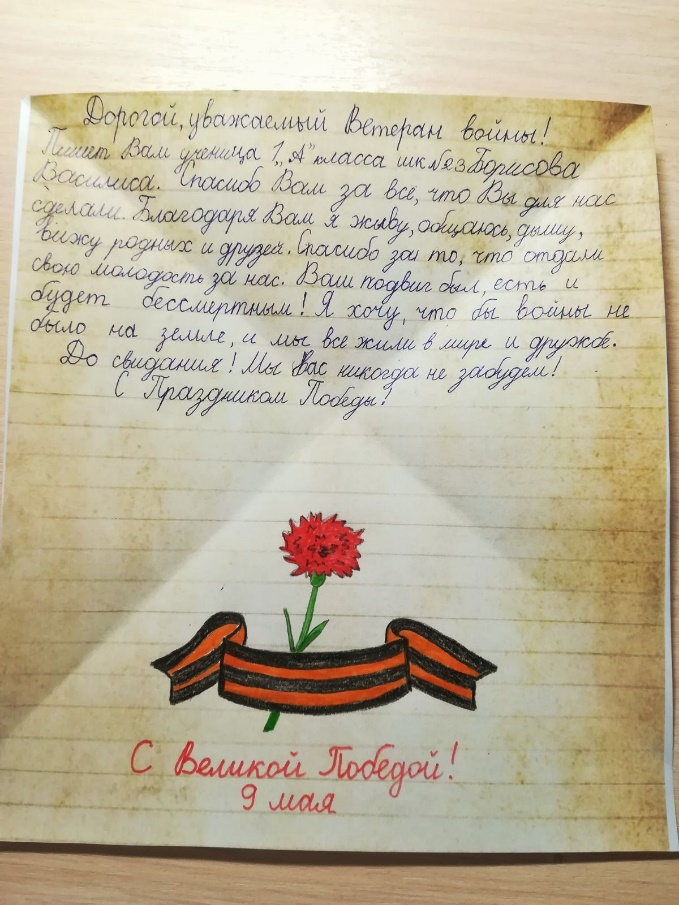 Дорогой, уважаемый Ветеран войны!
Пишет Вам ученица 1 „А" класса шк №83 Борисова
Василиса. Спасибо Вам за все, что Вы для нас
сделали. Благодаря Вам я жыву, общаюсь, дышу,
вижу родных и друзей. Спасибо за то, что отдали
свою молодость за нас. Ваш подвиг был, есть и
будет бессмертным! Я хочу, что бы войны не
было на земле, и мы все жили в мире и дружбе.
До свидания! Мы Вас никогда не забудем!
С Праздником Победы!
С Великой Победой!
9 мая